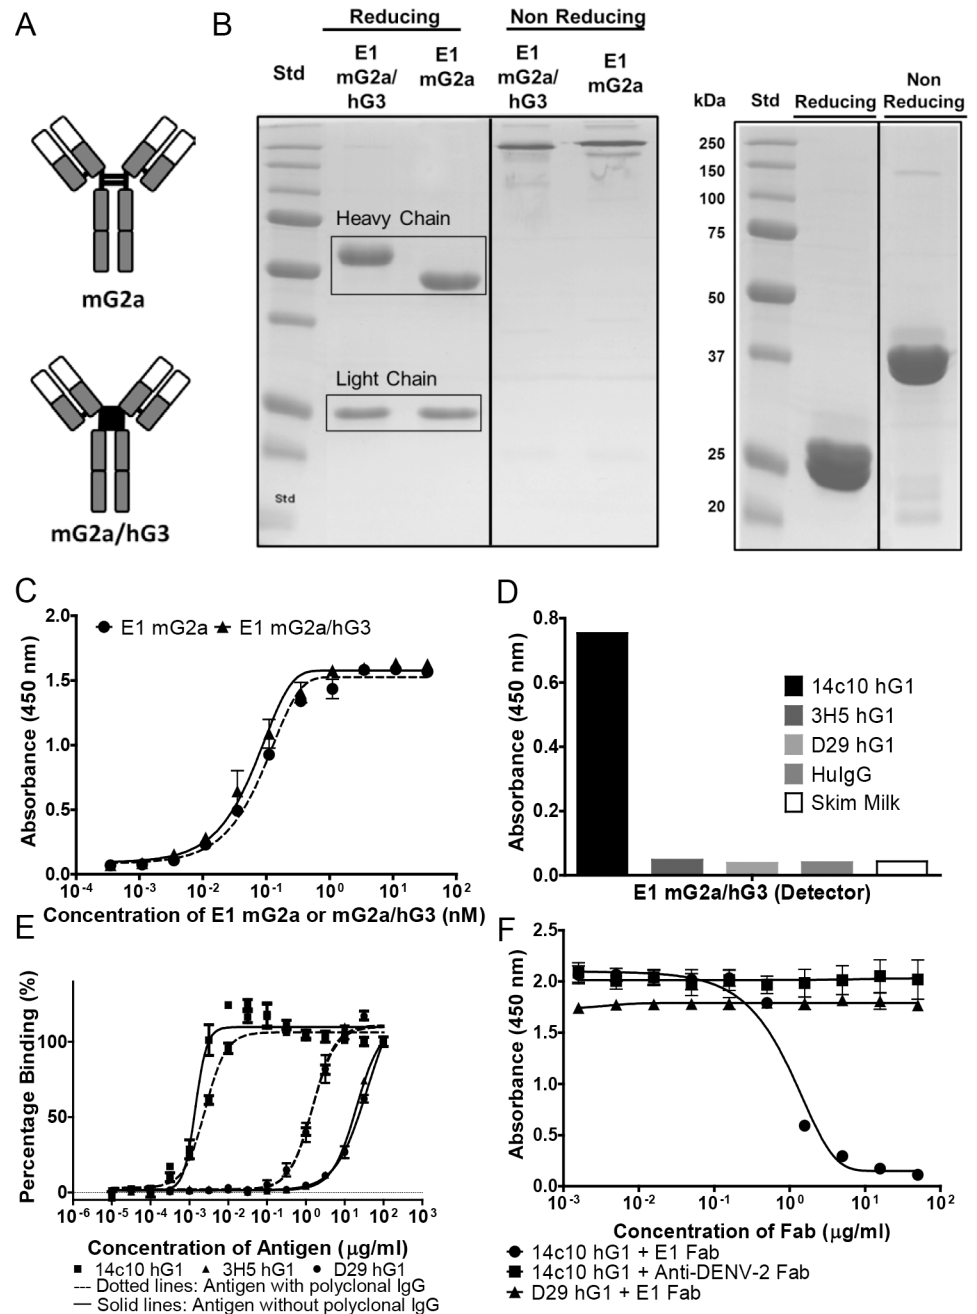 A
B
Reducing
Non Reducing
Std
E1
mG2a/
hG3
E1
mG2a
E1
mG2a/
hG3
E1
mG2a
Heavy Chain
Light Chain
Std
kDa
Std
Reducing
Non
Reducing
250
150
100
75
50
37
25
20
mG2a
mG2a/hG3
C
Absorbance (450 nm)
2.0
1.5
1.0
0.5
0.0
E1 mG2a
E1 mG2a/hG3
10-4
10-3
10-2
10-1
100
101
102
Concentration of E1 mG2a or mG2a/hG3 (nM)
D
Absorbance (450 nm)
0.8
0.6
0.4
0.2
0.0
14c10 hG1
3H5 hG1
D29 hG1
HuIgG
Skim Milk
E1 mG2a/hG3 (Detector)
E
Percentage Binding (%)
100
50
0
10-6
10-5
10-4
10-3
10-2
10-1
100
101
102
103
Concentration of Antigen (µg/ml)
14c10 hG1
3H5 hG1
D29 hG1
Dotted lines: Antigen with polyclonal IgG
Solid lines: Antigen without polyclonal IgG
F
Absorbance (450 nm)
2.5
2.0
1.5
1.0
0.5
0.0
10-3
10-2
10-1
100
101
102
Concentration of Fab (µg/ml)
14c10 hG1 + E1 Fab
14c10 hG1 + Anti-DENV-2 Fab
D29 hG1 + E1 Fab